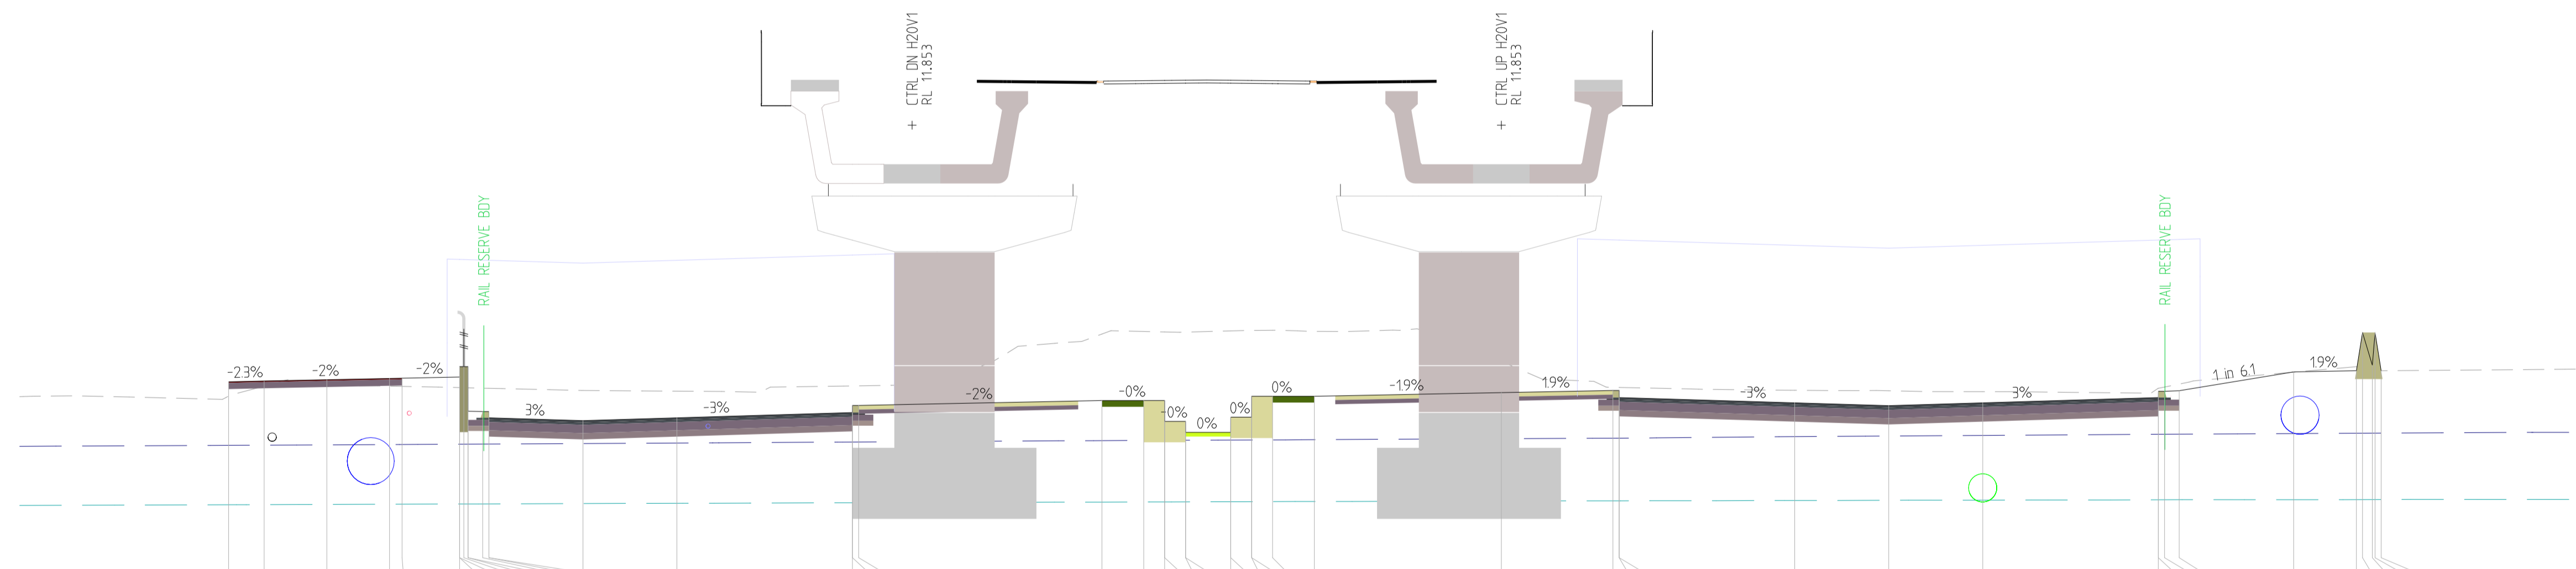 CTRL DN H20V1
RL 11.853
CTRL UP H20V1
RL 11.853
RAIL RESERVE BDY
RAIL RESERVE BDY
-2.3%
-2%
-2%
3%
-3%
-2%
-0%
-0%
0%
0%
0%
-1.9%
1.9%
-3%
3%
1 in 6.1
1.9%